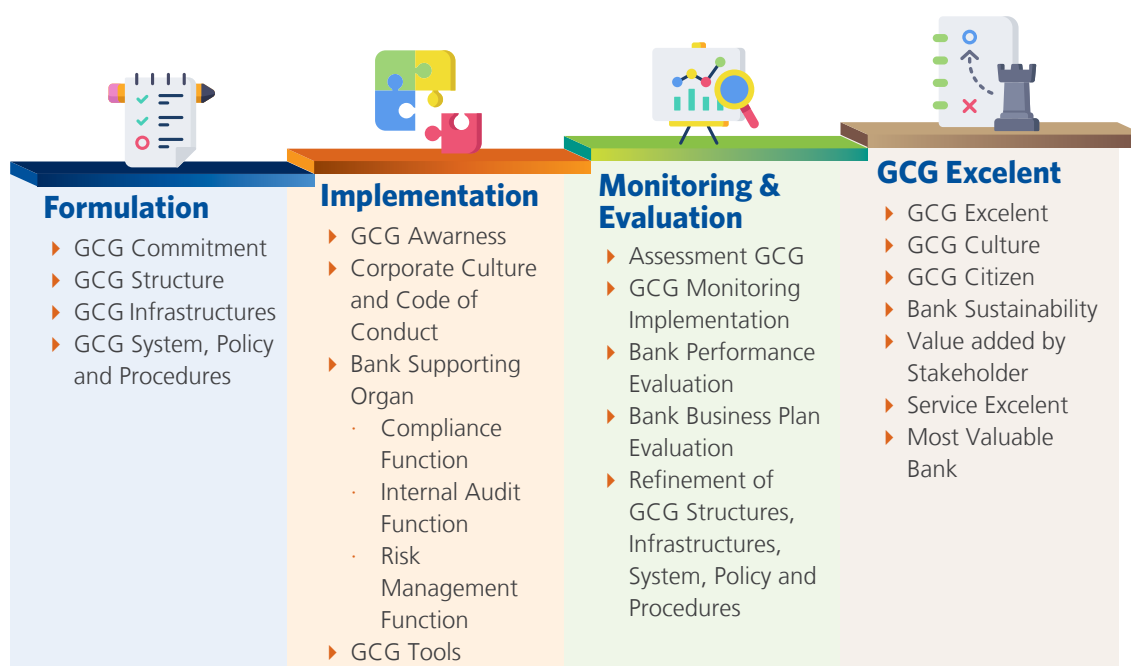 Formulation
GCG Commitment
GCG Structure
GCG Infrastructures
GCG System, Policy
and Procedures
Implementation
GCG Awarness
Corporate Culture
and Code of
Conduct
Bank Supporting
Organ
Compliance
Function
Internal Audit
Function
Risk
Management
Function
GCG Tools
Monitoring &
Evaluation
Assessment GCG
GCG Monitoring
Implementation
Bank Performance
Evaluation
Bank Business Plan
Evaluation
Refinement of
GCG Structures,
Infrastructures,
System, Policy and
Procedures
GCG Excelent
GCG Excelent
GCG Culture
GCG Citizen
Bank Sustainability
Value added by
Stakeholder
Service Excelent
Most Valuable
Bank